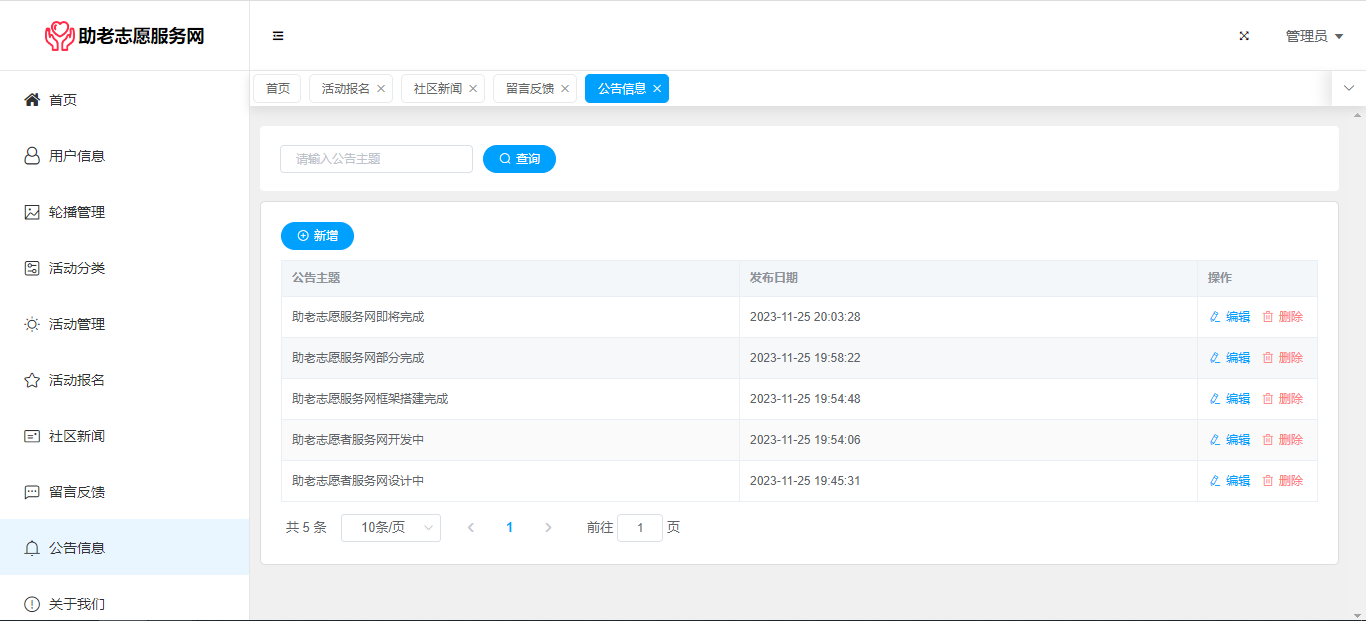 助老志愿服务网
管理员
首页
用户信息
轮播管理
活动分类
活动管理
活动报名
社区新闻
留言反馈
公告信息
关于我们
首页 活动报名 社区新闻 留言反馈 公告信息
请输入公告主题 查询
新增
公告主题 发布日期 操作
助老志愿服务网即将完成 2023-11-25 20:03:28 编辑 删除
助老志愿服务网部分完成 2023-11-25 19:58:22 编辑 删除
助老志愿服务网框架搭建完成 2023-11-25 19:54:48 编辑 删除
助老志愿者服务网开发中 2023-11-25 19:54:06 编辑 删除
助老志愿者服务网设计中 2023-11-25 19:45:31 编辑 删除
共 5 条 10条/页 1 前往 1 页